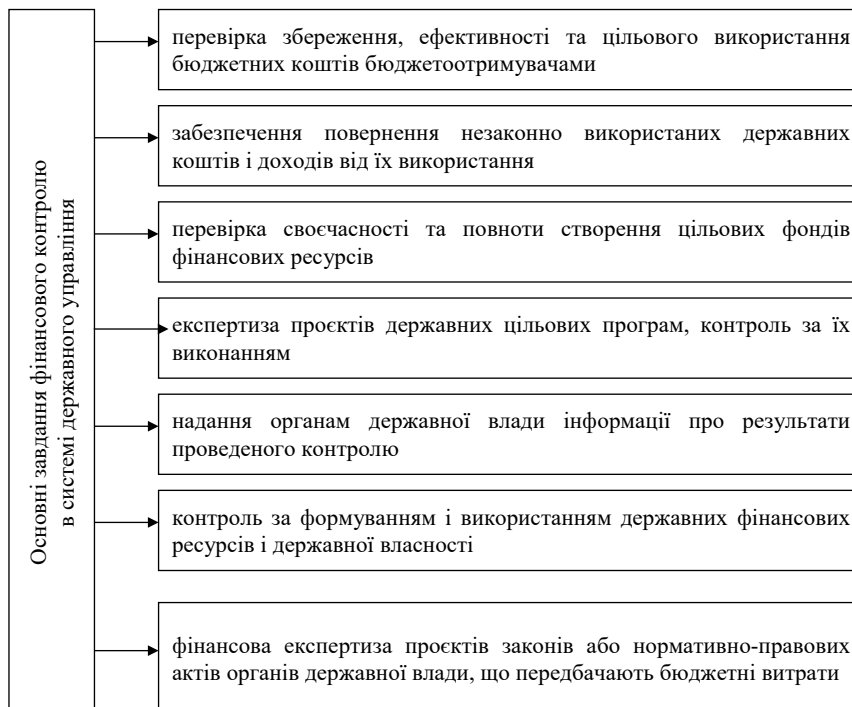 Основні завдання фінансового контролю
в системі державного управління
перевірка збереження, ефективності та цільового використання
бюджетних коштів бюджетоотримувачами
забезпечення повернення незаконно використаних державних
коштів і доходів від їх використання
перевірка своєчасності та повноти створення цільових фондів
фінансових ресурсів
експертиза проєктів державних цільових програм, контроль за їх
виконанням
надання органам державної влади інформації про результати
проведеного контролю
контроль за формуванням і використанням державних фінансових
ресурсів і державної власності
фінансова експертиза проєктів законів або нормативно-правових
актів органів державної влади, що передбачають бюджетні витрати